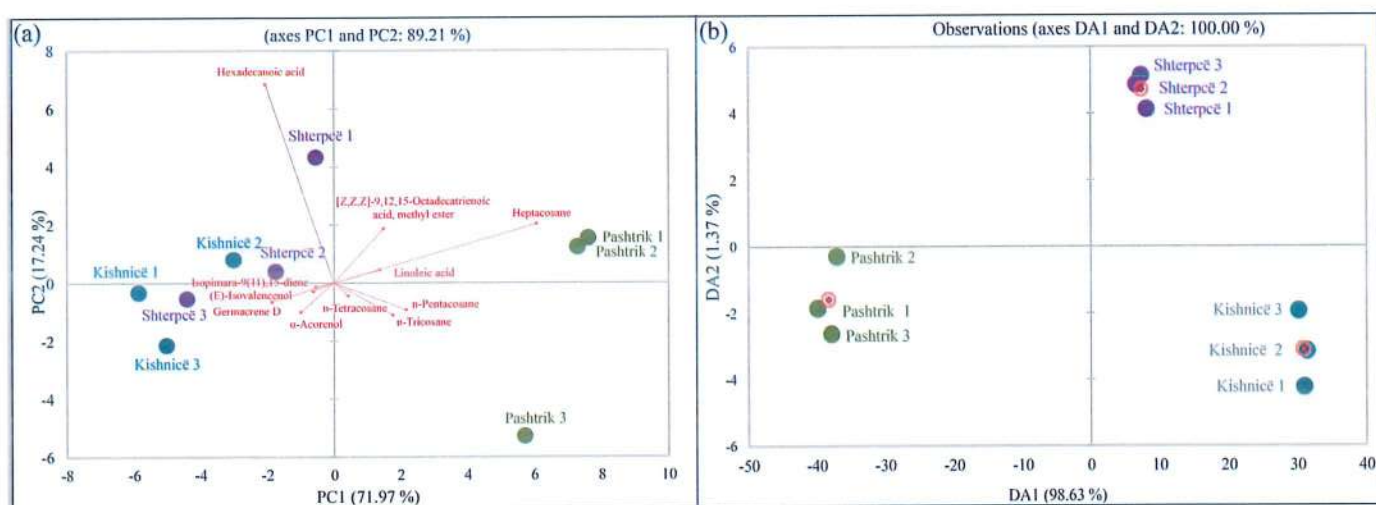 (a)
(axes PC1 and PC2: 89.21 %)
8
6
4
2
0
-2
-4
-6
-8
-6
-4
-2
0
2
4
6
8
10
PC2 (17.24 %)
PC1 (71.97 %)
Hexadecanoic acid
Shterpcë 1
[Z,Z,Z]-9,12,15-Octadecatrienoic
acid, methyl ester
Heptacosane
Pashtrik 1
Pashtrik 2
Kishnicë 2
Shterpcë 2
Linoleic acid
Kishnicë 1
Isopimara-9(11),15-diene
(E)-Isovalencenol
Shterpcë 3
Germacrene D
n-Tetracosane
n-Pentacosane
α-Acorenol
n-Tricosane
Kishnicë 3
Pashtrik 3
(b)
Observations (axes DA1 and DA2: 100.00 %)
6
4
2
0
-2
-4
-6
-50
-40
-30
-20
-10
0
10
20
30
40
DA2 (1.37 %)
DA1 (98.63 %)
Shterpcë 3
Shterpcë 2
Shterpcë 1
Pashtrik 2
Pashtrik 1
Pashtrik 3
Kishnicë 3
Kishnicë 2
Kishnicë 1